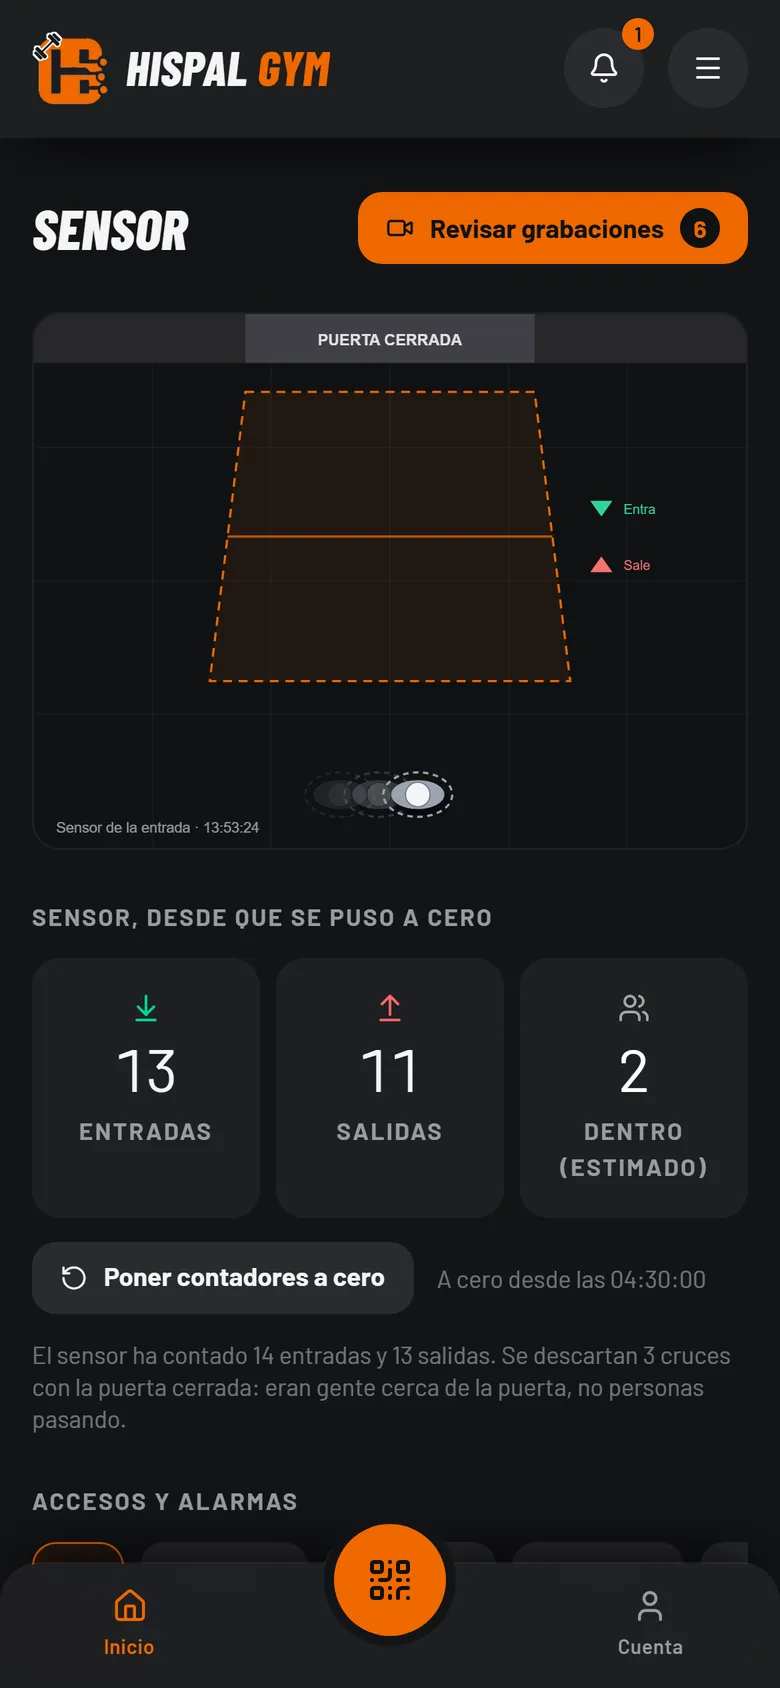 HISPAL GYM
1
SENSOR
Revisar grabaciones 6
PUERTA CERRADA
Entra
Sale
Sensor de la entrada · 13:53:24
SENSOR, DESDE QUE SE PUSO A CERO
13
ENTRADAS
11
SALIDAS
2
DENTRO
(ESTIMADO)
Poner contadores a cero
A cero desde las 04:30:00
El sensor ha contado 14 entradas y 13 salidas. Se descartan 3 cruces
con la puerta cerrada: eran gente cerca de la puerta, no personas
pasando.
ACCESOS Y ALARMAS
Inicio
Cuenta